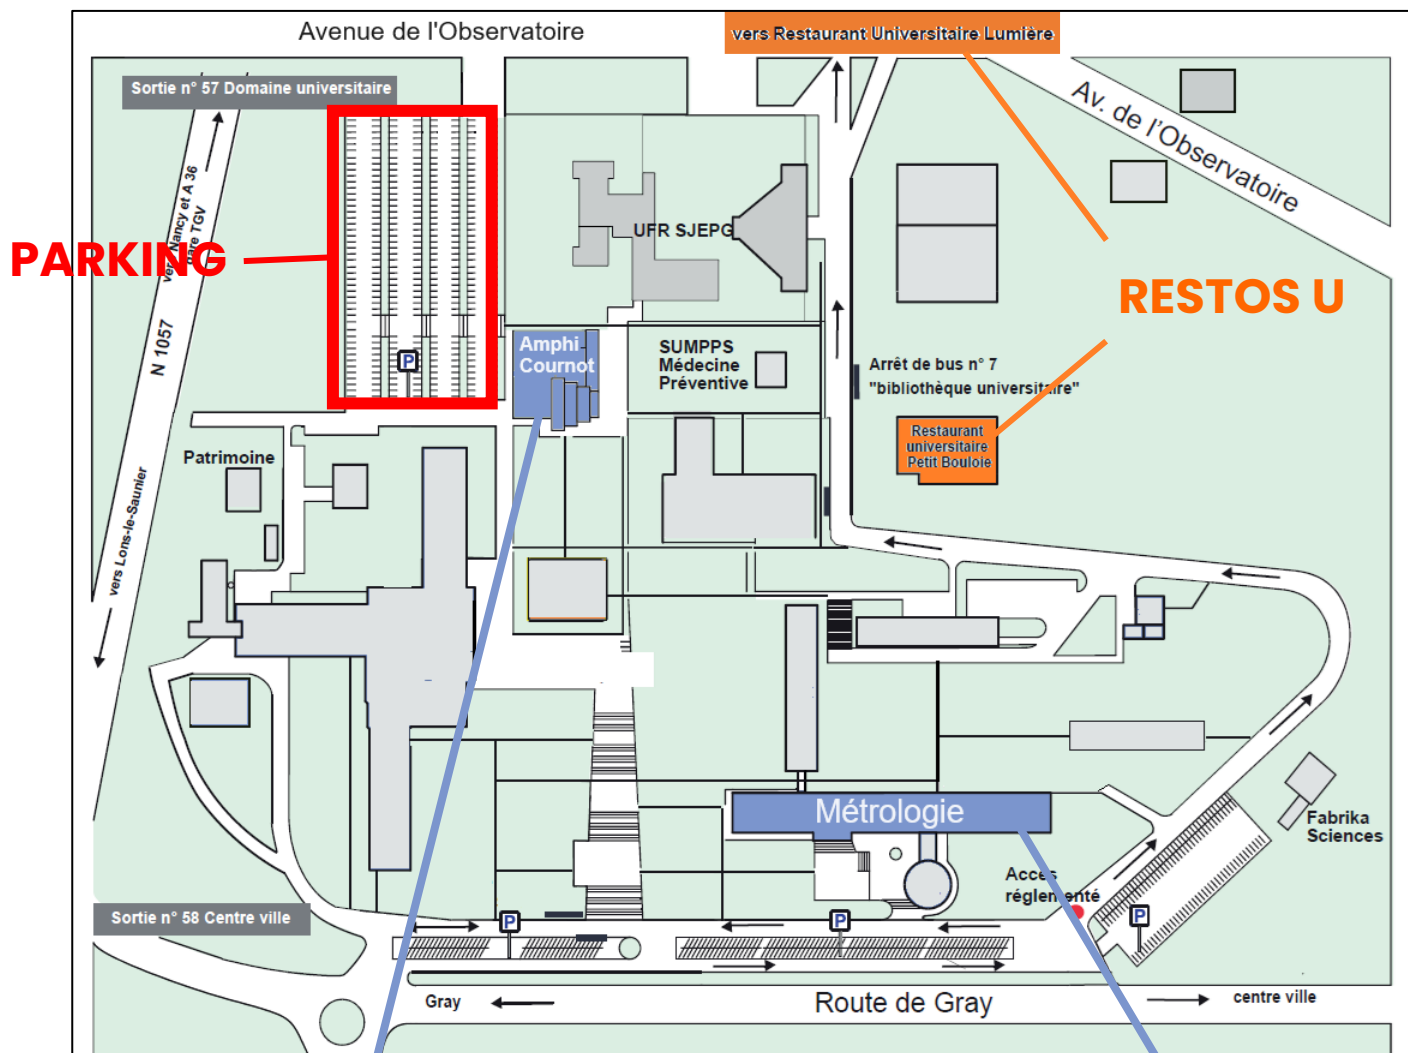 Avenue de l'Observatoire
vers Restaurant Universitaire Lumière
Sortie n° 57 Domaine universitaire
Av. de l'Observatoire
vers Nancy et A 36
gare TGV
PARKING
UFR SJEPG
RESTOS U
N 1057
P
Amphi
Cournot
SUMPPS
Médecine
Préventive
Arrêt de bus n° 7
"bibliothèque universitaire"
Restaurant
universitaire
Petit Bouloie
Patrimoine
vers Lons-le-Saunier
Métrologie
Fabrika
Sciences
Accès
réglementé
Sortie n° 58 Centre ville
P
P
P
Gray
Route de Gray
centre ville